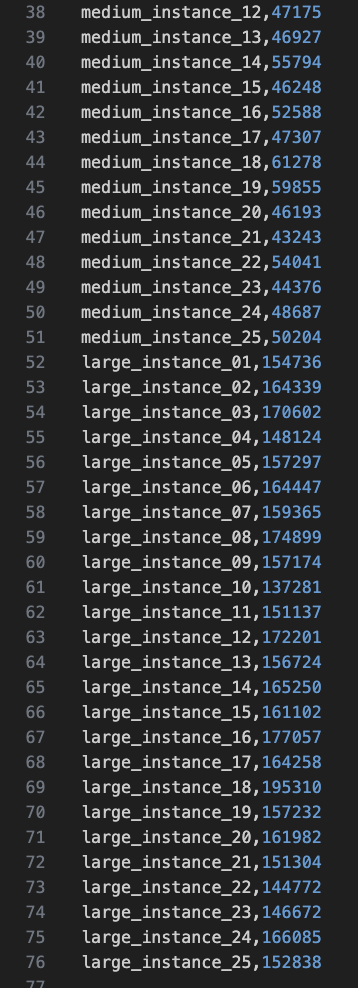 38 medium_instance_12,47175
39 medium_instance_13,46927
40 medium_instance_14,55794
41 medium_instance_15,46248
42 medium_instance_16,52588
43 medium_instance_17,47307
44 medium_instance_18,61278
45 medium_instance_19,59855
46 medium_instance_20,46193
47 medium_instance_21,43243
48 medium_instance_22,54041
49 medium_instance_23,44376
50 medium_instance_24,48687
51 medium_instance_25,50204
52 large_instance_01,154736
53 large_instance_02,164339
54 large_instance_03,170602
55 large_instance_04,148124
56 large_instance_05,157297
57 large_instance_06,164447
58 large_instance_07,159365
59 large_instance_08,174899
60 large_instance_09,157174
61 large_instance_10,137281
62 large_instance_11,151137
63 large_instance_12,172201
64 large_instance_13,156724
65 large_instance_14,165250
66 large_instance_15,161102
67 large_instance_16,177057
68 large_instance_17,164258
69 large_instance_18,195310
70 large_instance_19,157232
71 large_instance_20,161982
72 large_instance_21,151304
73 large_instance_22,144772
74 large_instance_23,146672
75 large_instance_24,166085
76 large_instance_25,152838
77